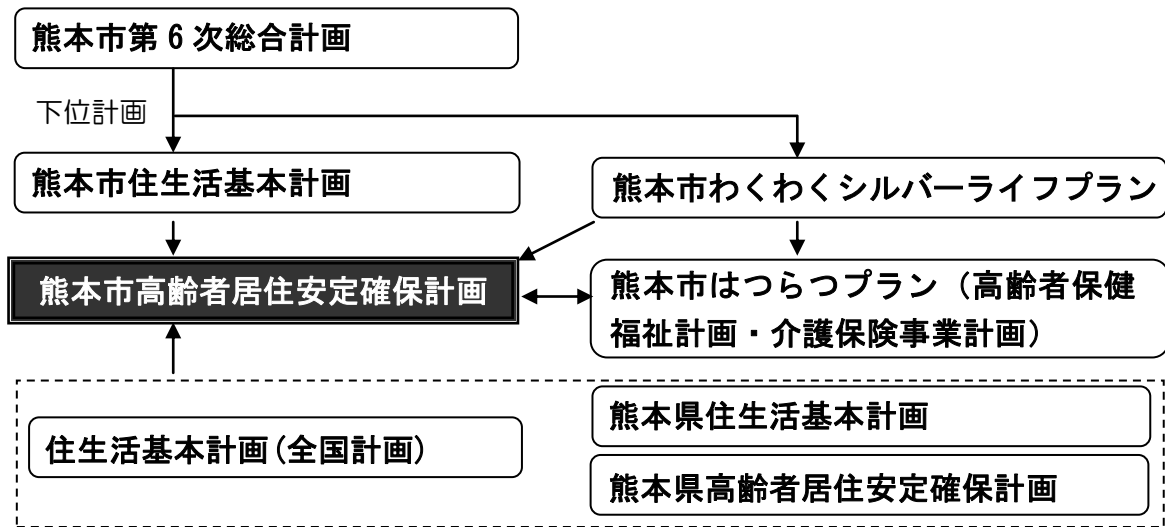 熊本市第６次総合計画
下位計画
熊本市住生活基本計画
熊本市わくわくシルバーライフプラン
熊本市高齢者居住安定確保計画
熊本市はつらつプラン（高齢者保健
福祉計画・介護保険事業計画）
住生活基本計画(全国計画)
熊本県住生活基本計画
熊本県高齢者居住安定確保計画